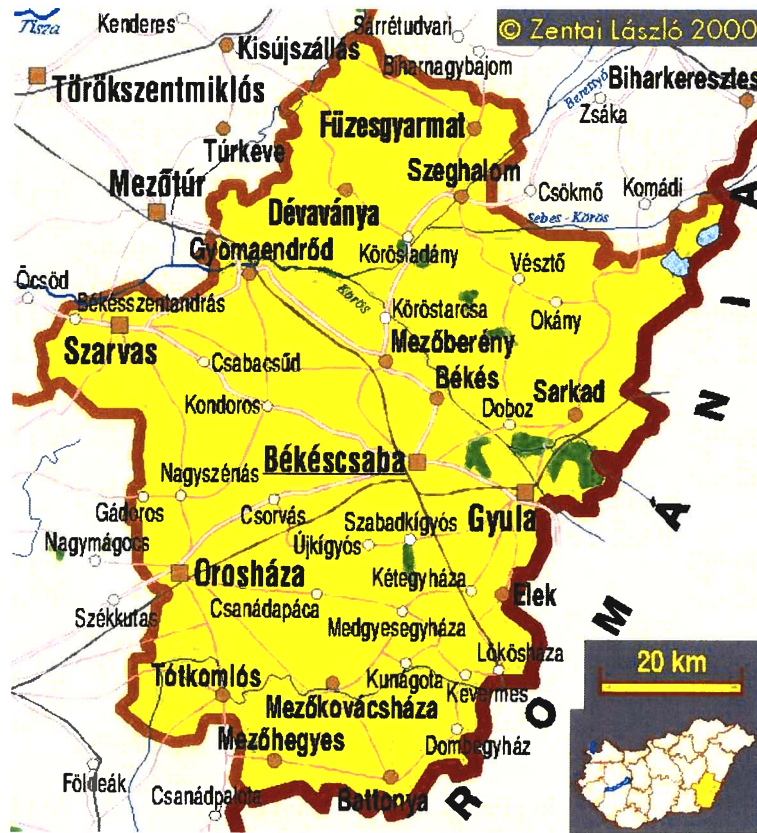 Tisza
Kenderes
Sárrétudvari
© Zentai László 2000
Kisújszállás
Biharnagybajom
Törökszentmiklós
Biharkeresztes
Berettyó
Zsáka
Füzesgyarmat
Túrkeve
Mezőtúr
Szeghalom
Csökmő
Komádi
Dévaványa
Sebes - Körös
Gyomaendrőd
Körösladány
Vésztő
Öcsöd
Békésszentandrás
Körös
Köröstarcsa
Okány
Szarvas
Mezőberény
Csabacsűd
Békés
Sarkad
Kondoros
Doboz
Békéscsaba
Nagyszénás
Gádoros
Csorvás
Gyula
Szabadkígyós
Nagymágocs
Újkígyós
Orosháza
Kétegyháza
Elek
Székkutas
Csanádapáca
Medgyesegyháza
Lőkösháza
20 km
Tótkomlós
Kunágota
Kevermes
Mezőkovácsháza
Mezőhegyes
Dombegyház
Földeák
Battonya
Csanádpalota
ROMÁNIA